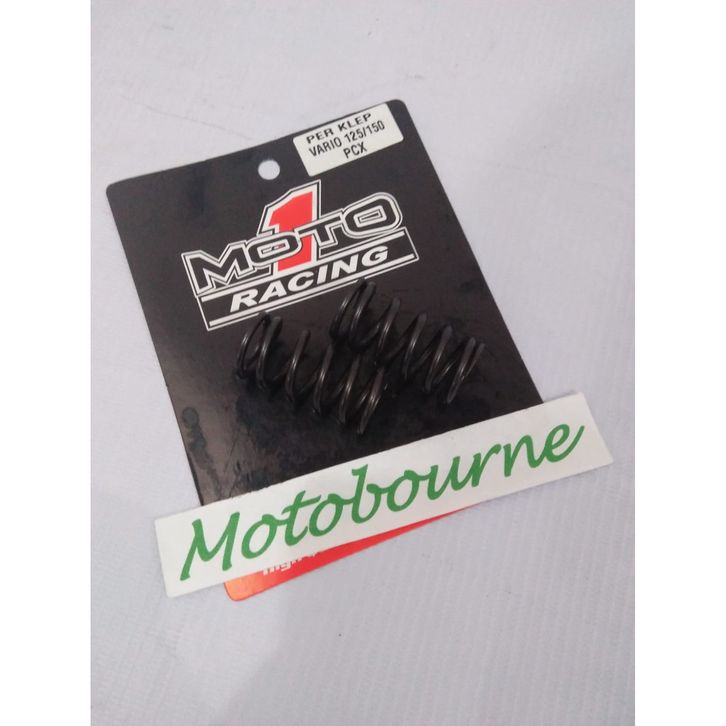 PER KLEP
VARIO 125/150
PCX
MOTO 1
RACING
Motobourne